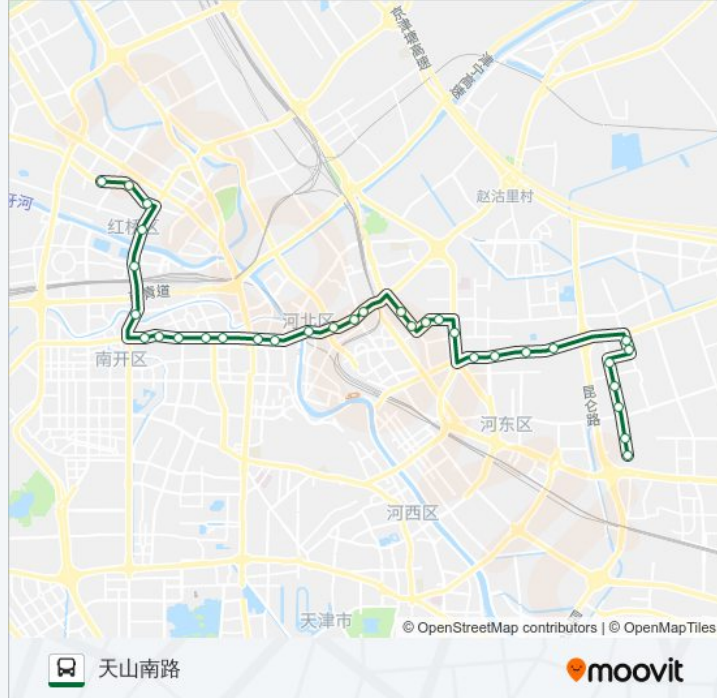 京津塘高速
津宁高速
赵沽里村
开河
红桥区
河北区
南开区
昆仑路
河东区
河西区
天津市
© OpenStreetMap contributors | © OpenMapTiles
天山南路
moovit